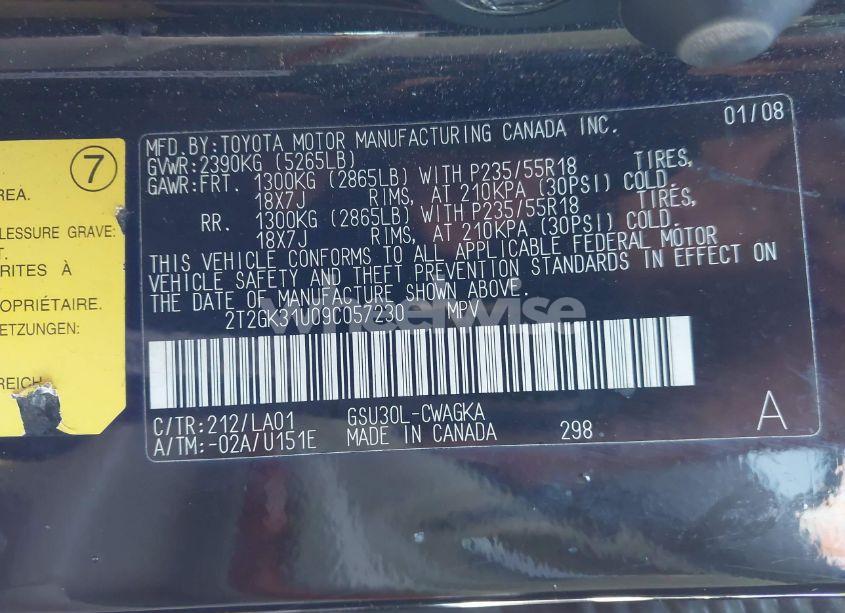 7
REA.
LESSURE GRAVE:
T.
RITES À
OPRIÉTAIRE.
ETZUNGEN:
REICH
MFD.BY:TOYOTA MOTOR MANUFACTURING CANADA INC. 01/08
GVWR:2390KG (5265LB)
GAWR:FRT. 1300KG (2865LB) WITH P235/55R18 TIRES,
18X7J RIMS, AT 210KPA (30PSI) COLD
RR. 1300KG (2865LB) WITH P235/55R18 TIRES,
18X7J RIMS, AT 210KPA (30PSI) COLD.
THIS VEHICLE CONFORMS TO ALL APPLICABLE FEDERAL MOTOR
VEHICLE SAFETY AND THEFT PREVENTION STANDARDS IN EFFECT ON
THE DATE OF MANUFACTURE SHOWN ABOVE.
2T2GK31U09C057230 MPV
C/TR:212/LA01 GSU30L-CWAGKA
A/TM:-02A/U151E MADE IN CANADA 298 A